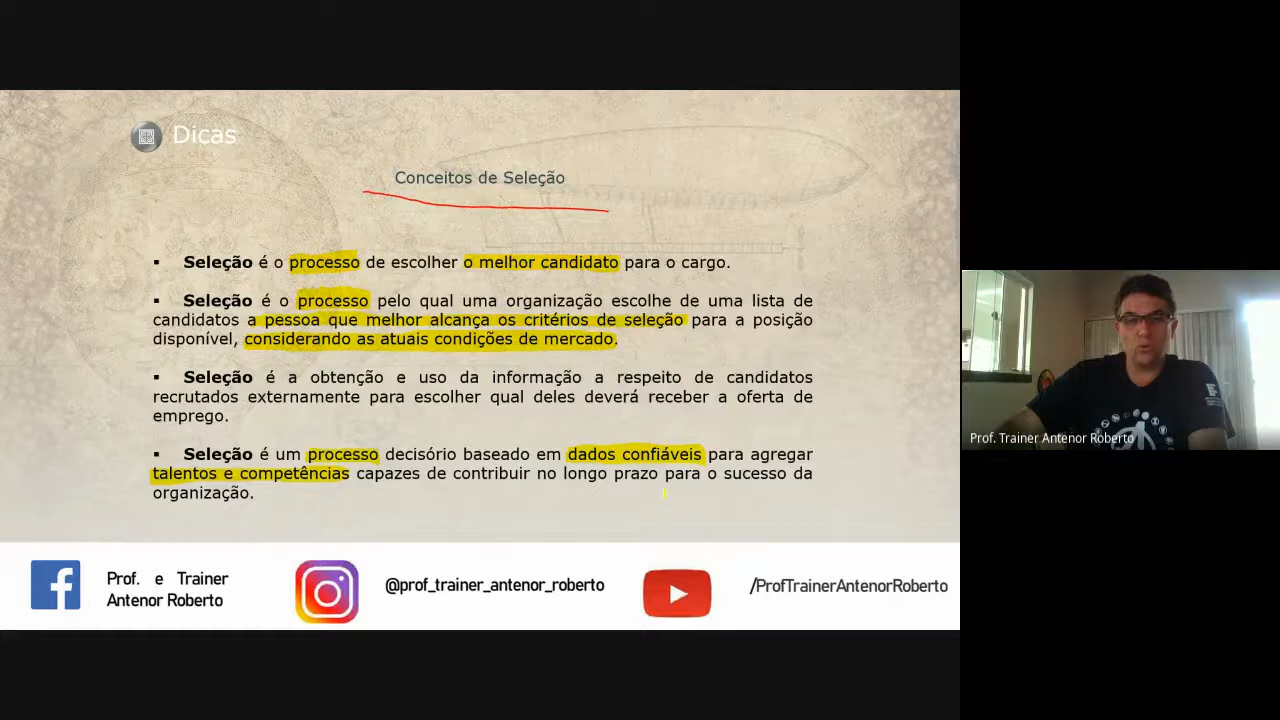 Dicas
Conceitos de Seleção
▪ Seleção é o processo de escolher o melhor candidato para o cargo.
▪ Seleção é o processo pelo qual uma organização escolhe de uma lista de
candidatos a pessoa que melhor alcança os critérios de seleção para a posição
disponível, considerando as atuais condições de mercado.
▪ Seleção é a obtenção e uso da informação a respeito de candidatos
recrutados externamente para escolher qual deles deverá receber a oferta de
emprego.
▪ Seleção é um processo decisório baseado em dados confiáveis para agregar
talentos e competências capazes de contribuir no longo prazo para o sucesso da
organização.
Prof. e Trainer
Antenor Roberto
@prof_trainer_antenor_roberto
/ProfTrainerAntenorRoberto
Prof. Trainer Antenor Roberto